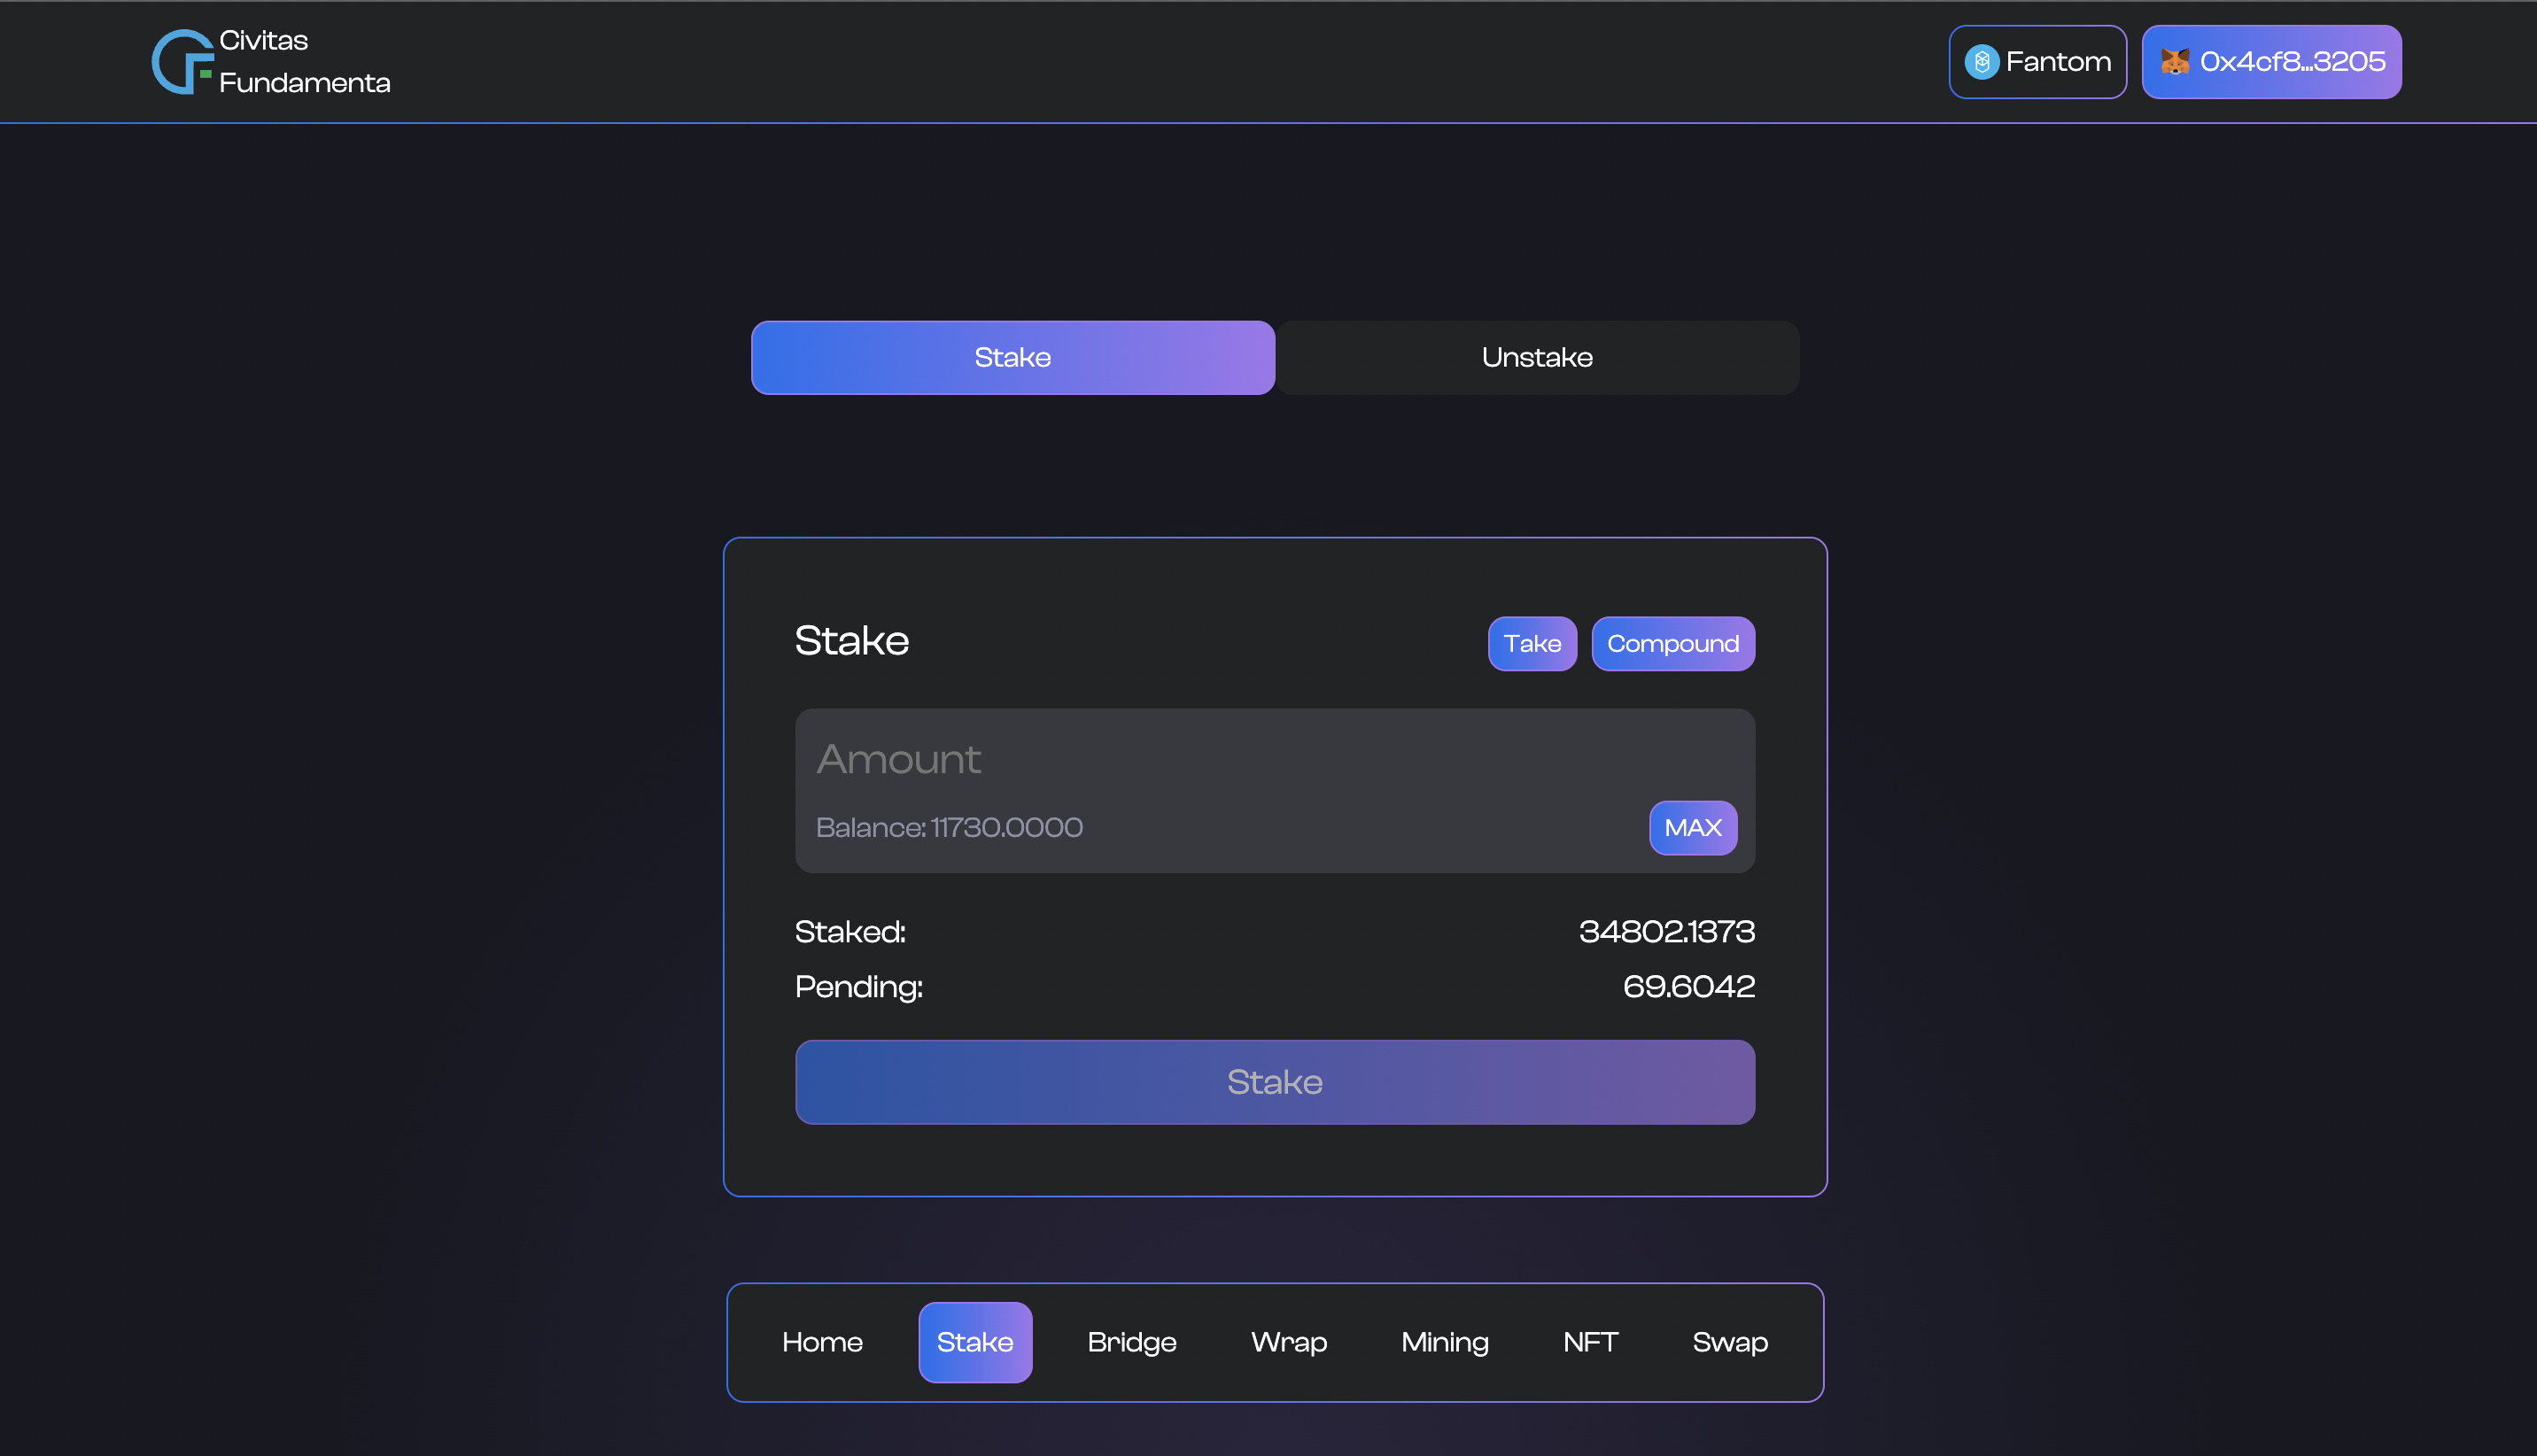 Civitas
Fundamenta
Fantom
0x4cf8...3205
Stake
Unstake
Stake
Take
Compound
Amount
Balance: 11730.0000
MAX
Staked:
34802.1373
Pending:
69.6042
Stake
Home
Stake
Bridge
Wrap
Mining
NFT
Swap